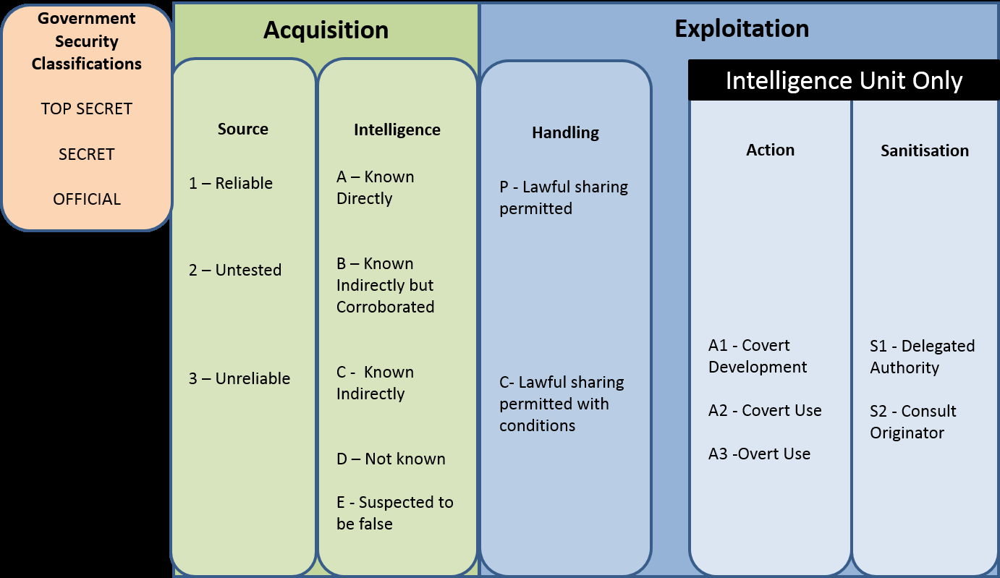 Government
Security
Classifications
TOP SECRET
SECRET
OFFICIAL
Acquisition
Source
1 – Reliable
2 – Untested
3 – Unreliable
Intelligence
A – Known
Directly
B – Known
Indirectly but
Corroborated
C -  Known
Indirectly
D – Not known
E - Suspected to
be false
Exploitation
Handling
P - Lawful sharing
permitted
C- Lawful sharing
permitted with
conditions
Intelligence Unit Only
Action
A1 - Covert
Development
A2 - Covert Use
A3 -Overt Use
Sanitisation
S1 - Delegated
Authority
S2 - Consult
Originator